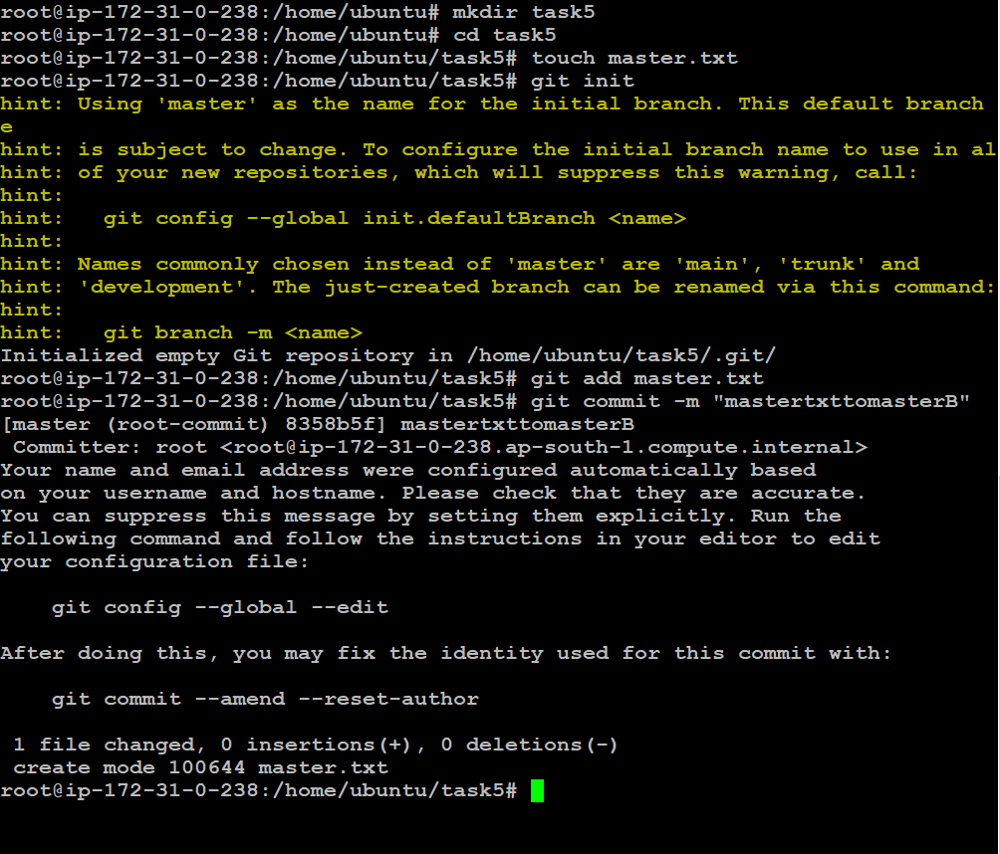 root@ip-172-31-0-238:/home/ubuntu# mkdir task5
root@ip-172-31-0-238:/home/ubuntu# cd task5
root@ip-172-31-0-238:/home/ubuntu/task5# touch master.txt
root@ip-172-31-0-238:/home/ubuntu/task5# git init
hint: Using 'master' as the name for the initial branch. This default branch
e
hint: is subject to change. To configure the initial branch name to use in al
hint: of your new repositories, which will suppress this warning, call:
hint:
hint:   git config --global init.defaultBranch <name>
hint:
hint: Names commonly chosen instead of 'master' are 'main', 'trunk' and
hint: 'development'. The just-created branch can be renamed via this command:
hint:
hint:   git branch -m <name>
Initialized empty Git repository in /home/ubuntu/task5/.git/
root@ip-172-31-0-238:/home/ubuntu/task5# git add master.txt
root@ip-172-31-0-238:/home/ubuntu/task5# git commit -m "mastertxttomasterB"
[master (root-commit) 8358b5f] mastertxttomasterB
 Committer: root <root@ip-172-31-0-238.ap-south-1.compute.internal>
Your name and email address were configured automatically based
on your username and hostname. Please check that they are accurate.
You can suppress this message by setting them explicitly. Run the
following command and follow the instructions in your editor to edit
your configuration file:

    git config --global --edit

After doing this, you may fix the identity used for this commit with:

    git commit --amend --reset-author

 1 file changed, 0 insertions(+), 0 deletions(-)
 create mode 100644 master.txt
root@ip-172-31-0-238:/home/ubuntu/task5#